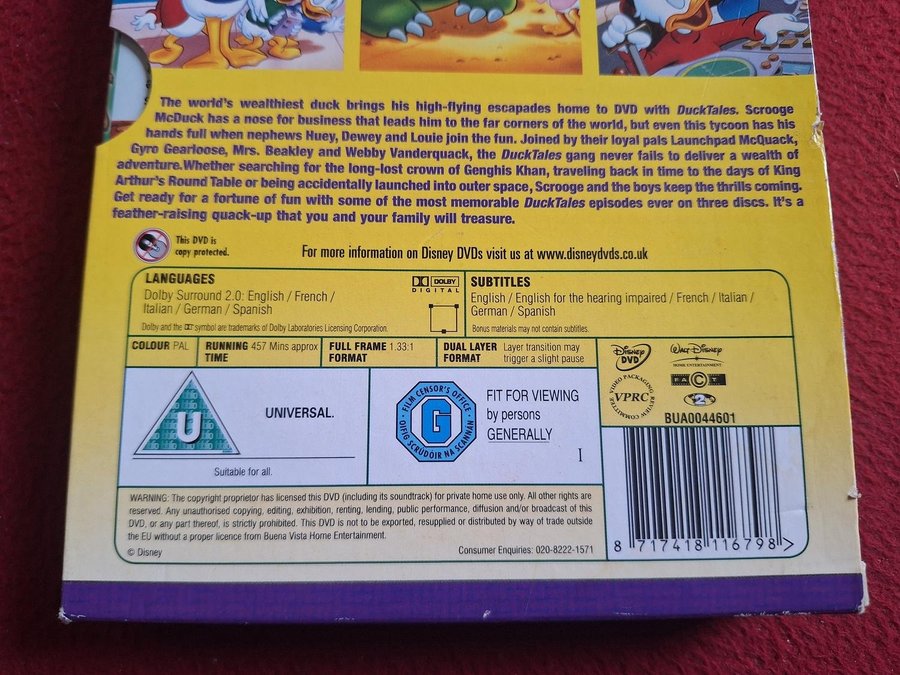 The world's wealthiest duck brings his high-flying escapades home to DVD with DuckTales. Scrooge
McDuck has a nose for business that leads him to the far corners of the world, but even this tycoon has his
hands full when nephews Huey, Dewey and Louie join the fun. Joined by their loyal pals Launchpad McQuack,
Gyro Gearloose, Mrs. Beakley and Webby Vanderquack, the DuckTales gang never fails to deliver a wealth of
adventure.Whether searching for the long-lost crown of Genghis Khan, traveling back in time to the days of King
Arthur's Round Table or being accidentally launched into outer space, Scrooge and the boys keep the thrills coming.
Get ready for a fortune of fun with some of the most memorable DuckTales episodes ever on three discs. It's a
feather-raising quack-up that you and your family will treasure.
This DVD is
copy protected.
For more information on Disney DVDs visit us at www.disneydvds.co.uk
LANGUAGES
Dolby Surround 2.0: English / French /
Italian / German / Spanish
Dolby and the DD symbol are trademarks of Dolby Laboratories Licensing Corporation.
DOLBY
DIGITAL
SUBTITLES
English / English for the hearing impaired / French / Italian /
German / Spanish
Bonus materials may not contain subtitles.
COLOUR PAL
RUNNING TIME 457 Mins approx
FULL FRAME FORMAT 1.33:1
DUAL LAYER FORMAT Layer transition may
trigger a slight pause
U
UNIVERSAL.
Suitable for all.
FILM CENSOR'S OFFICE
G
OIFIG SCRÚDÓIR NA SCANNÁN
FIT FOR VIEWING
by persons
GENERALLY
I
Disney
DVD
WALT DISNEY
HOME ENTERTAINMENT
VIDEO PACKAGING REVIEW COMMITTEE
VPRC
FACT
2
BUA0044601
8 717418 116798 >
WARNING: The copyright proprietor has licensed this DVD (including its soundtrack) for private home use only. All other rights are
reserved. Any unauthorised copying, editing, exhibition, renting, lending, public performance, diffusion and/or broadcast of this
DVD, or any part thereof, is strictly prohibited. This DVD is not to be exported, resupplied or distributed by way of trade outside
the EU without a proper licence from Buena Vista Home Entertainment.
© Disney
Consumer Enquiries: 020-8222-1571